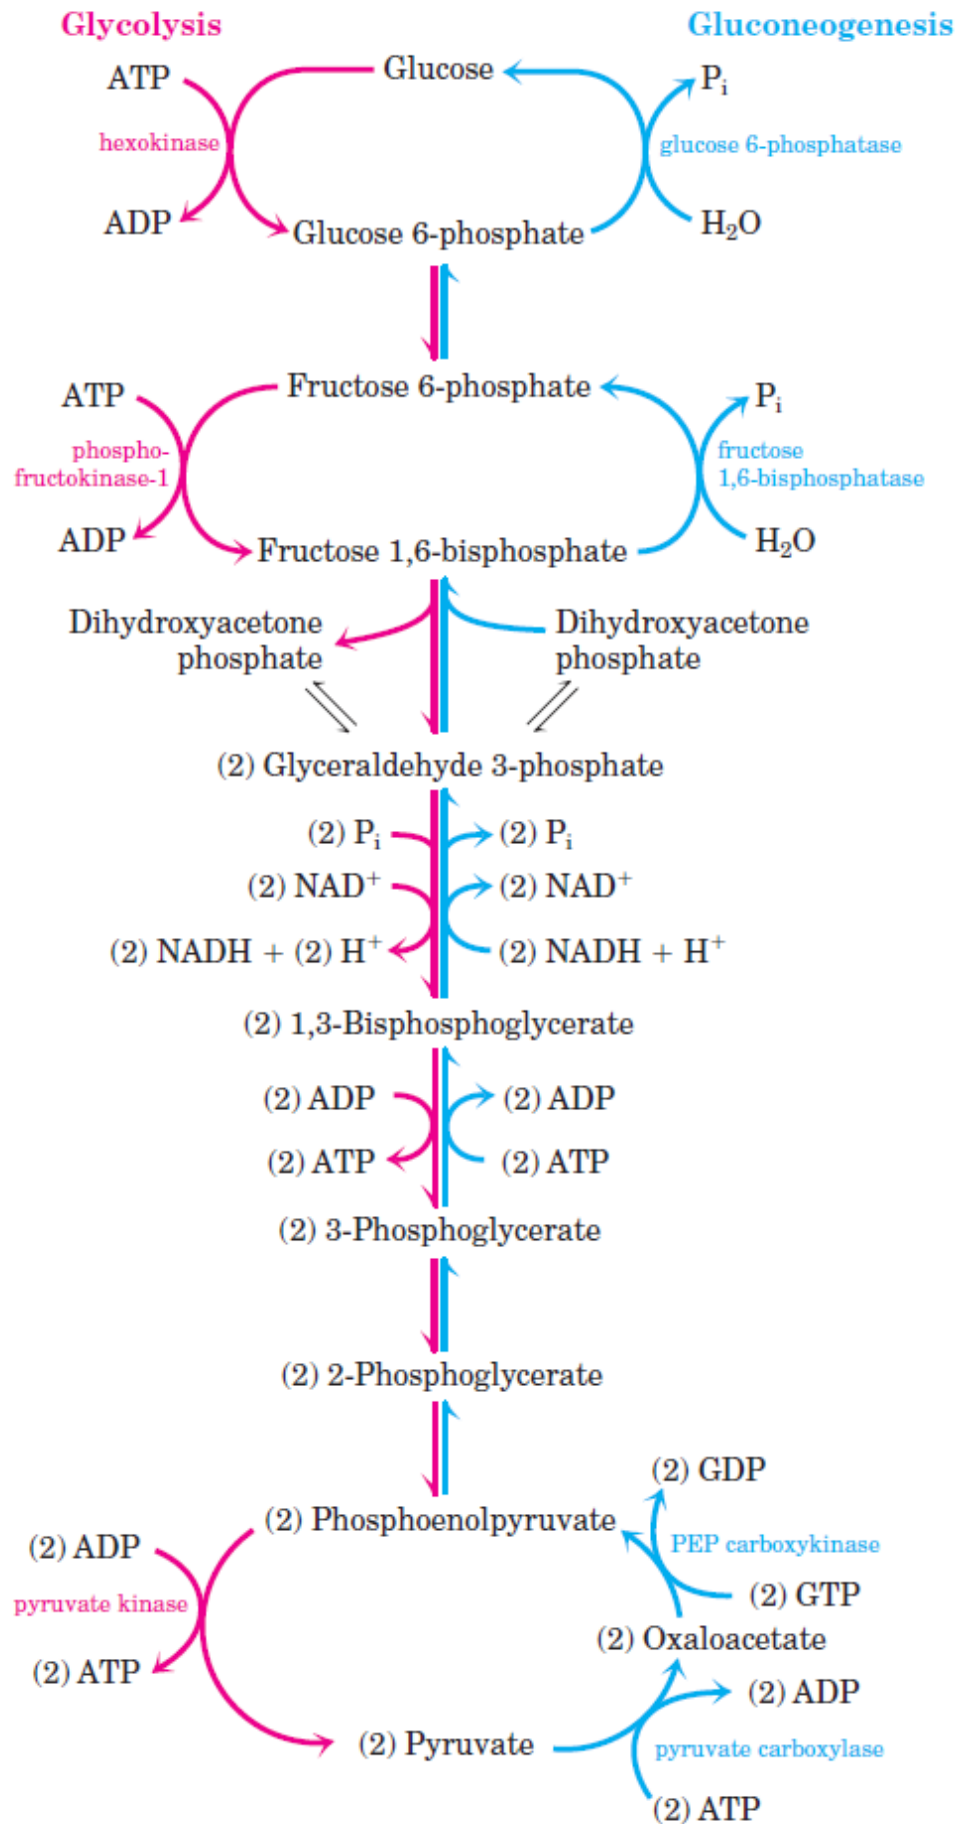 Glycolysis
Gluconeogenesis
ATP
Glucose
Pᵢ
hexokinase
glucose 6-phosphatase
ADP
Glucose 6-phosphate
H₂O
ATP
Fructose 6-phosphate
Pᵢ
phospho-
fructokinase-1
fructose
1,6-bisphosphatase
ADP
Fructose 1,6-bisphosphate
H₂O
Dihydroxyacetone
phosphate
Dihydroxyacetone
phosphate
(2) Glyceraldehyde 3-phosphate
(2) Pᵢ
(2) Pᵢ
(2) NAD⁺
(2) NAD⁺
(2) NADH + (2) H⁺
(2) NADH + H⁺
(2) 1,3-Bisphosphoglycerate
(2) ADP
(2) ADP
(2) ATP
(2) ATP
(2) 3-Phosphoglycerate
(2) 2-Phosphoglycerate
(2) GDP
(2) Phosphoenolpyruvate
(2) ADP
PEP carboxykinase
pyruvate kinase
(2) GTP
(2) Oxaloacetate
(2) ATP
(2) ADP
(2) Pyruvate
pyruvate carboxylase
(2) ATP